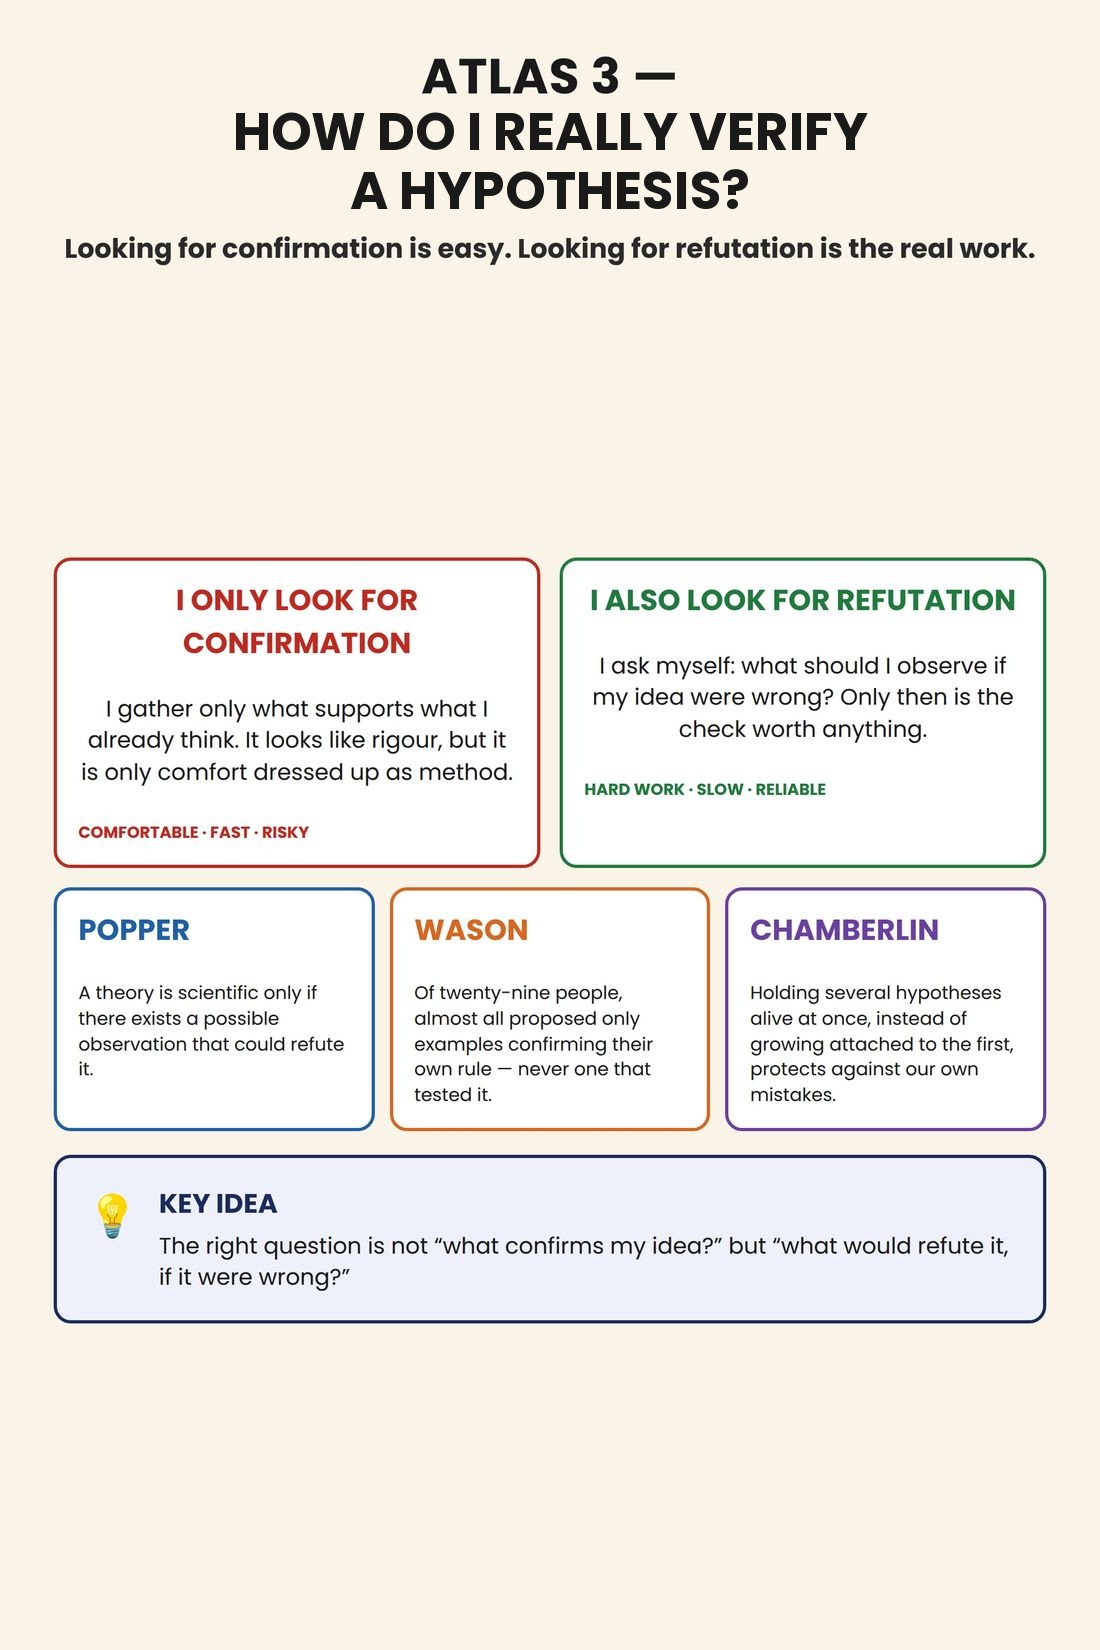 ATLAS 3 —
HOW DO I REALLY VERIFY
A HYPOTHESIS?
Looking for confirmation is easy. Looking for refutation is the real work.
I ONLY LOOK FOR
CONFIRMATION
I gather only what supports what I
already think. It looks like rigour, but it
is only comfort dressed up as method.
COMFORTABLE · FAST · RISKY
I ALSO LOOK FOR REFUTATION
I ask myself: what should I observe if
my idea were wrong? Only then is the
check worth anything.
HARD WORK · SLOW · RELIABLE
POPPER
A theory is scientific only if
there exists a possible
observation that could refute
it.
WASON
Of twenty-nine people,
almost all proposed only
examples confirming their
own rule — never one that
tested it.
CHAMBERLIN
Holding several hypotheses
alive at once, instead of
growing attached to the first,
protects against our own
mistakes.
KEY IDEA
The right question is not “what confirms my idea?” but “what would refute it,
if it were wrong?”